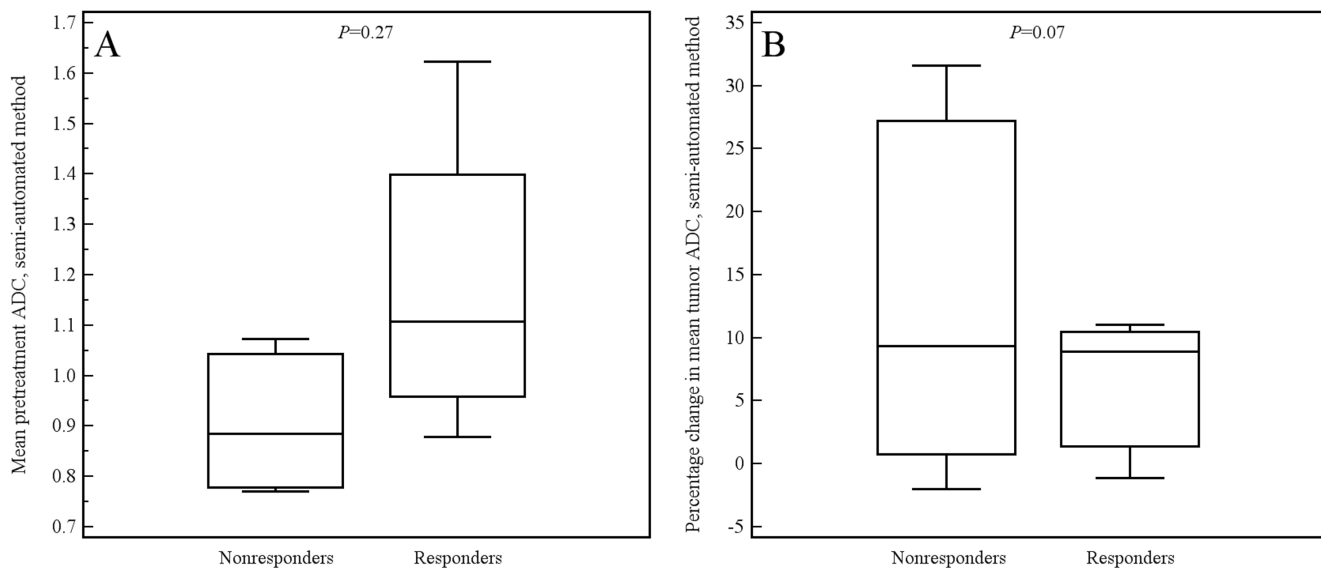 A
P=0.27
Mean pretreatment ADC, semi-automated method
1.7
1.6
1.5
1.4
1.3
1.2
1.1
1.0
0.9
0.8
0.7
Nonresponders Responders
B
P=0.07
Percentage change in mean tumor ADC, semi-automated method
35
30
25
20
15
10
5
0
-5
Nonresponders Responders